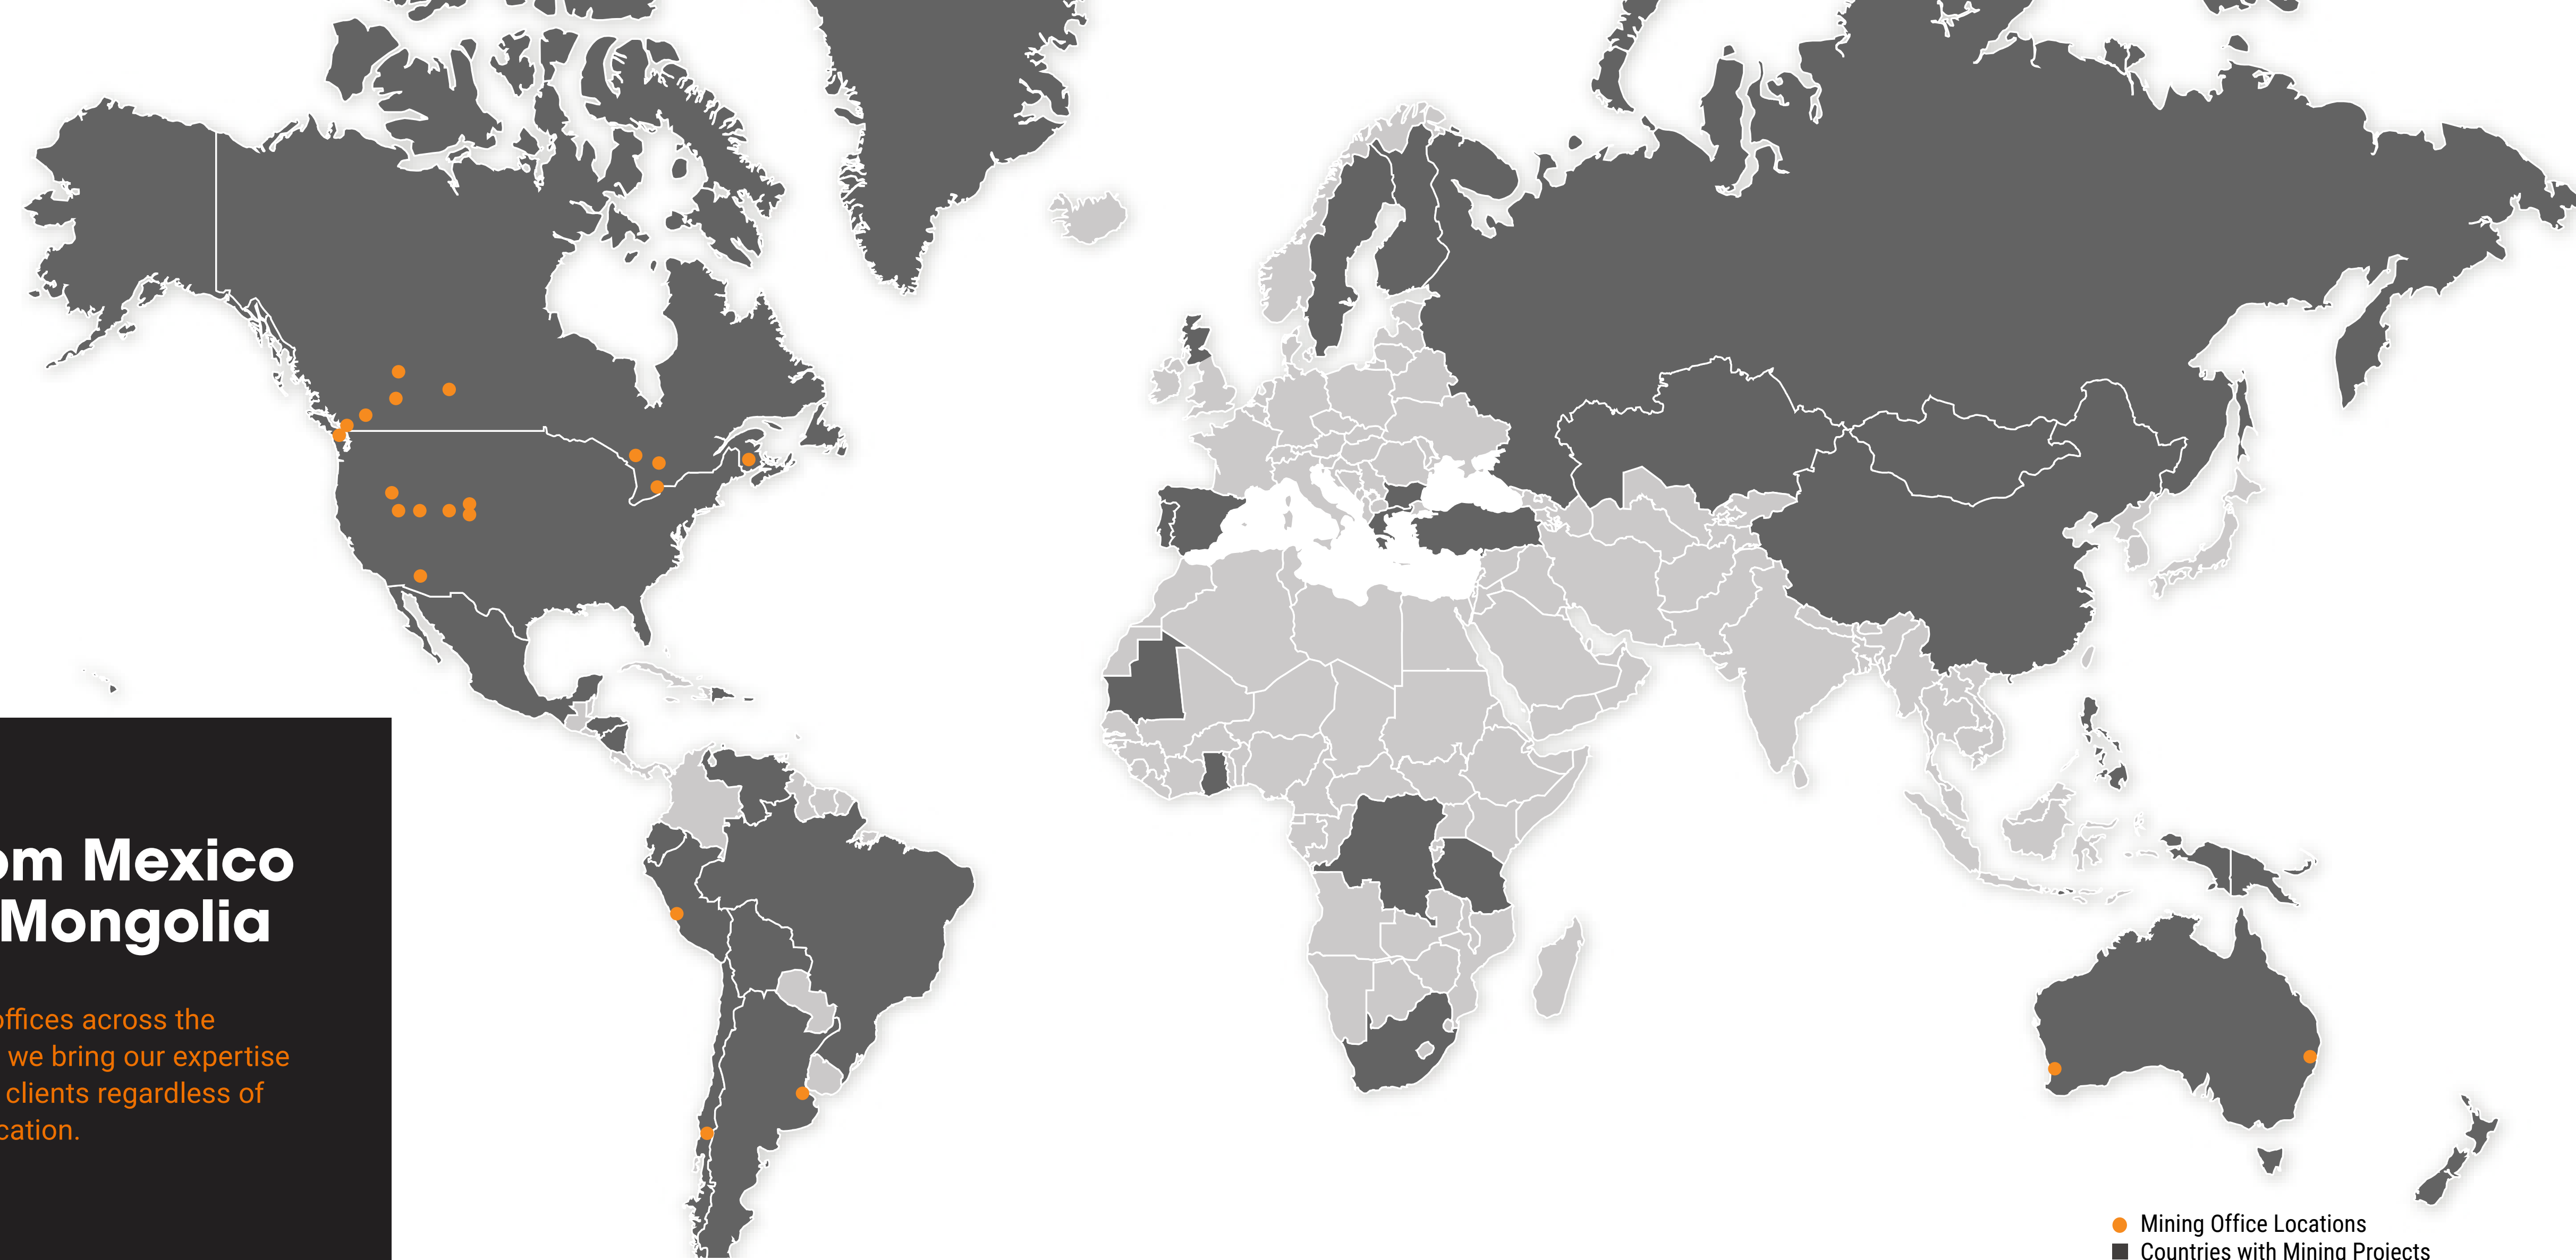 om Mexico
Mongolia
offices across the
we bring our expertise
clients regardless of
cation.
Mining Office Locations
Countries with Mining Projects